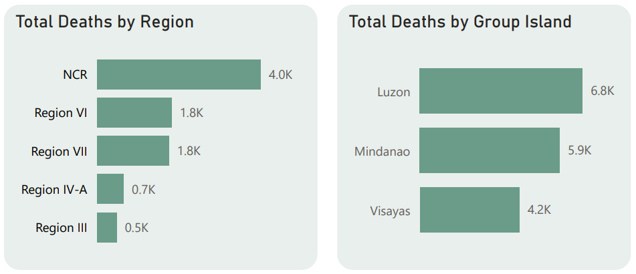 Total Deaths by Region
NCR 4.0K
Region VI 1.8K
Region VII 1.8K
Region IV-A 0.7K
Region III 0.5K
Total Deaths by Group Island
Luzon 6.8K
Mindanao 5.9K
Visayas 4.2K